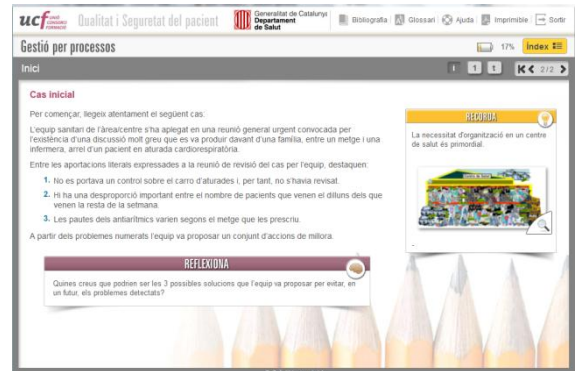 ucf UNIÓ CONSORCI FORMACIÓ
Qualitat i Seguretat del pacient
Generalitat de Catalunya
Departament
de Salut
Bibliografia
Glossari
Ajuda
Imprimible
Sortir
Gestió per processos
17%
Índex
Inici
i 1 t
2/2
Cas inicial
Per començar, llegeix atentament el següent cas.
L'equip sanitari de l'àrea/centre s'ha aplegat en una reunió general urgent convocada per
l'existència d'una discussió molt greu que es va produir davant d'una família, entre un metge i una
infermera, arrel d'un pacient en aturada cardiorespiratòria.
Entre les aportacions literals expressades a la reunió de revisió del cas per l'equip, destaquen:
1. No es portava un control sobre el carro d'aturades i, per tant, no s'havia revisat.
2. Hi ha una desproporció important entre el nombre de pacients que venen el dilluns dels que
venen la resta de la setmana.
3. Les pautes dels antiarítmics varien segons el metge que les prescriu.
A partir dels problemes numerats l'equip va proposar un conjunt d'accions de millora.
RECORDA
La necessitat d'organització en un centre
de salut és primordial.
REFLEXIONA
Quines creus que podrien ser les 3 possibles solucions que l'equip va proposar per evitar, en
un futur, els problemes detectats?